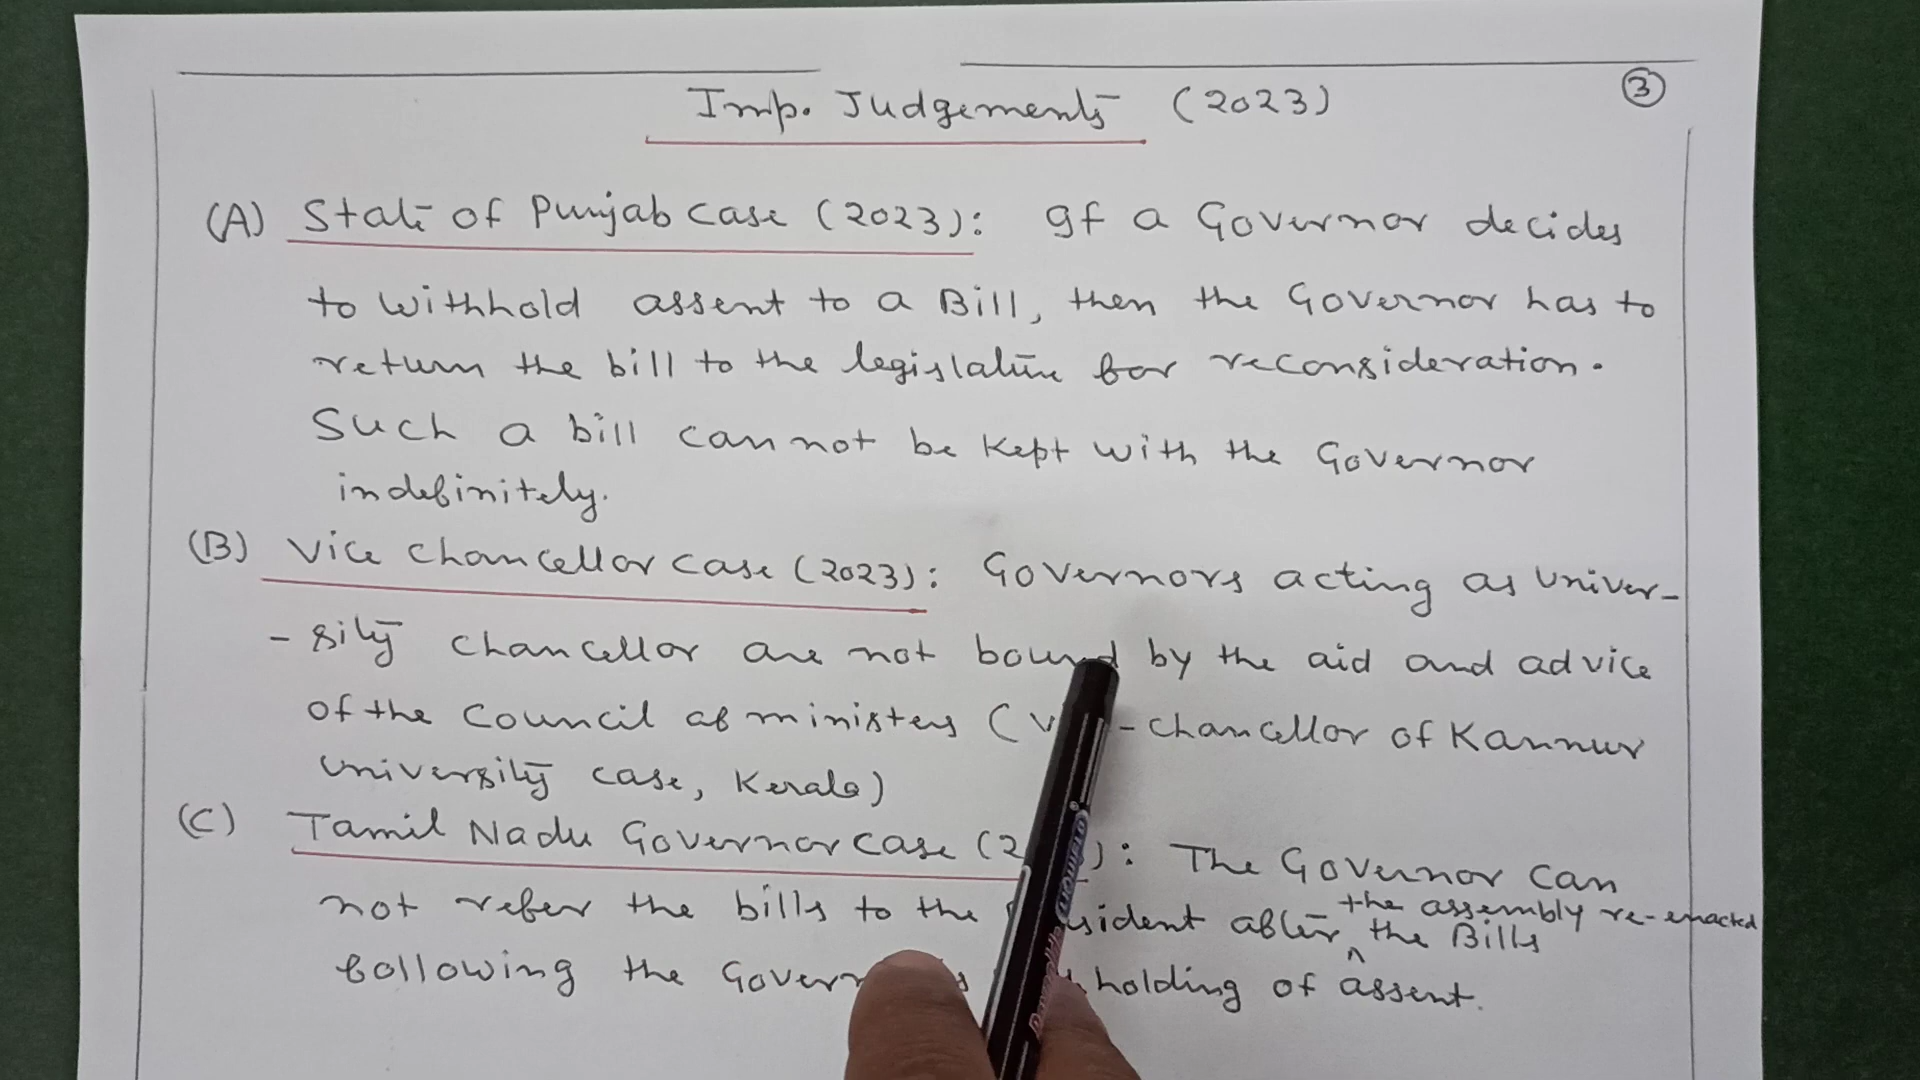 Imp. Judgements (2023)
3
(A) State of Punjab Case (2023): If a Governor decides
to withhold assent to a Bill, then the Governor has to
return the bill to the legislature for reconsideration.
Such a bill cannot be kept with the Governor
indefinitely.
(B) Vice Chancellor Case (2023): Governors acting as Univer-
-sity Chancellor are not bound by the aid and advice
of the Council of ministers ( -Chancellor of Kannur
University case, Kerala)
(C) Tamil Nadu Governor Case (2 ): The Governor can
not refer the bills to the after the assembly re-enacted the Bills
following the holding of assent.